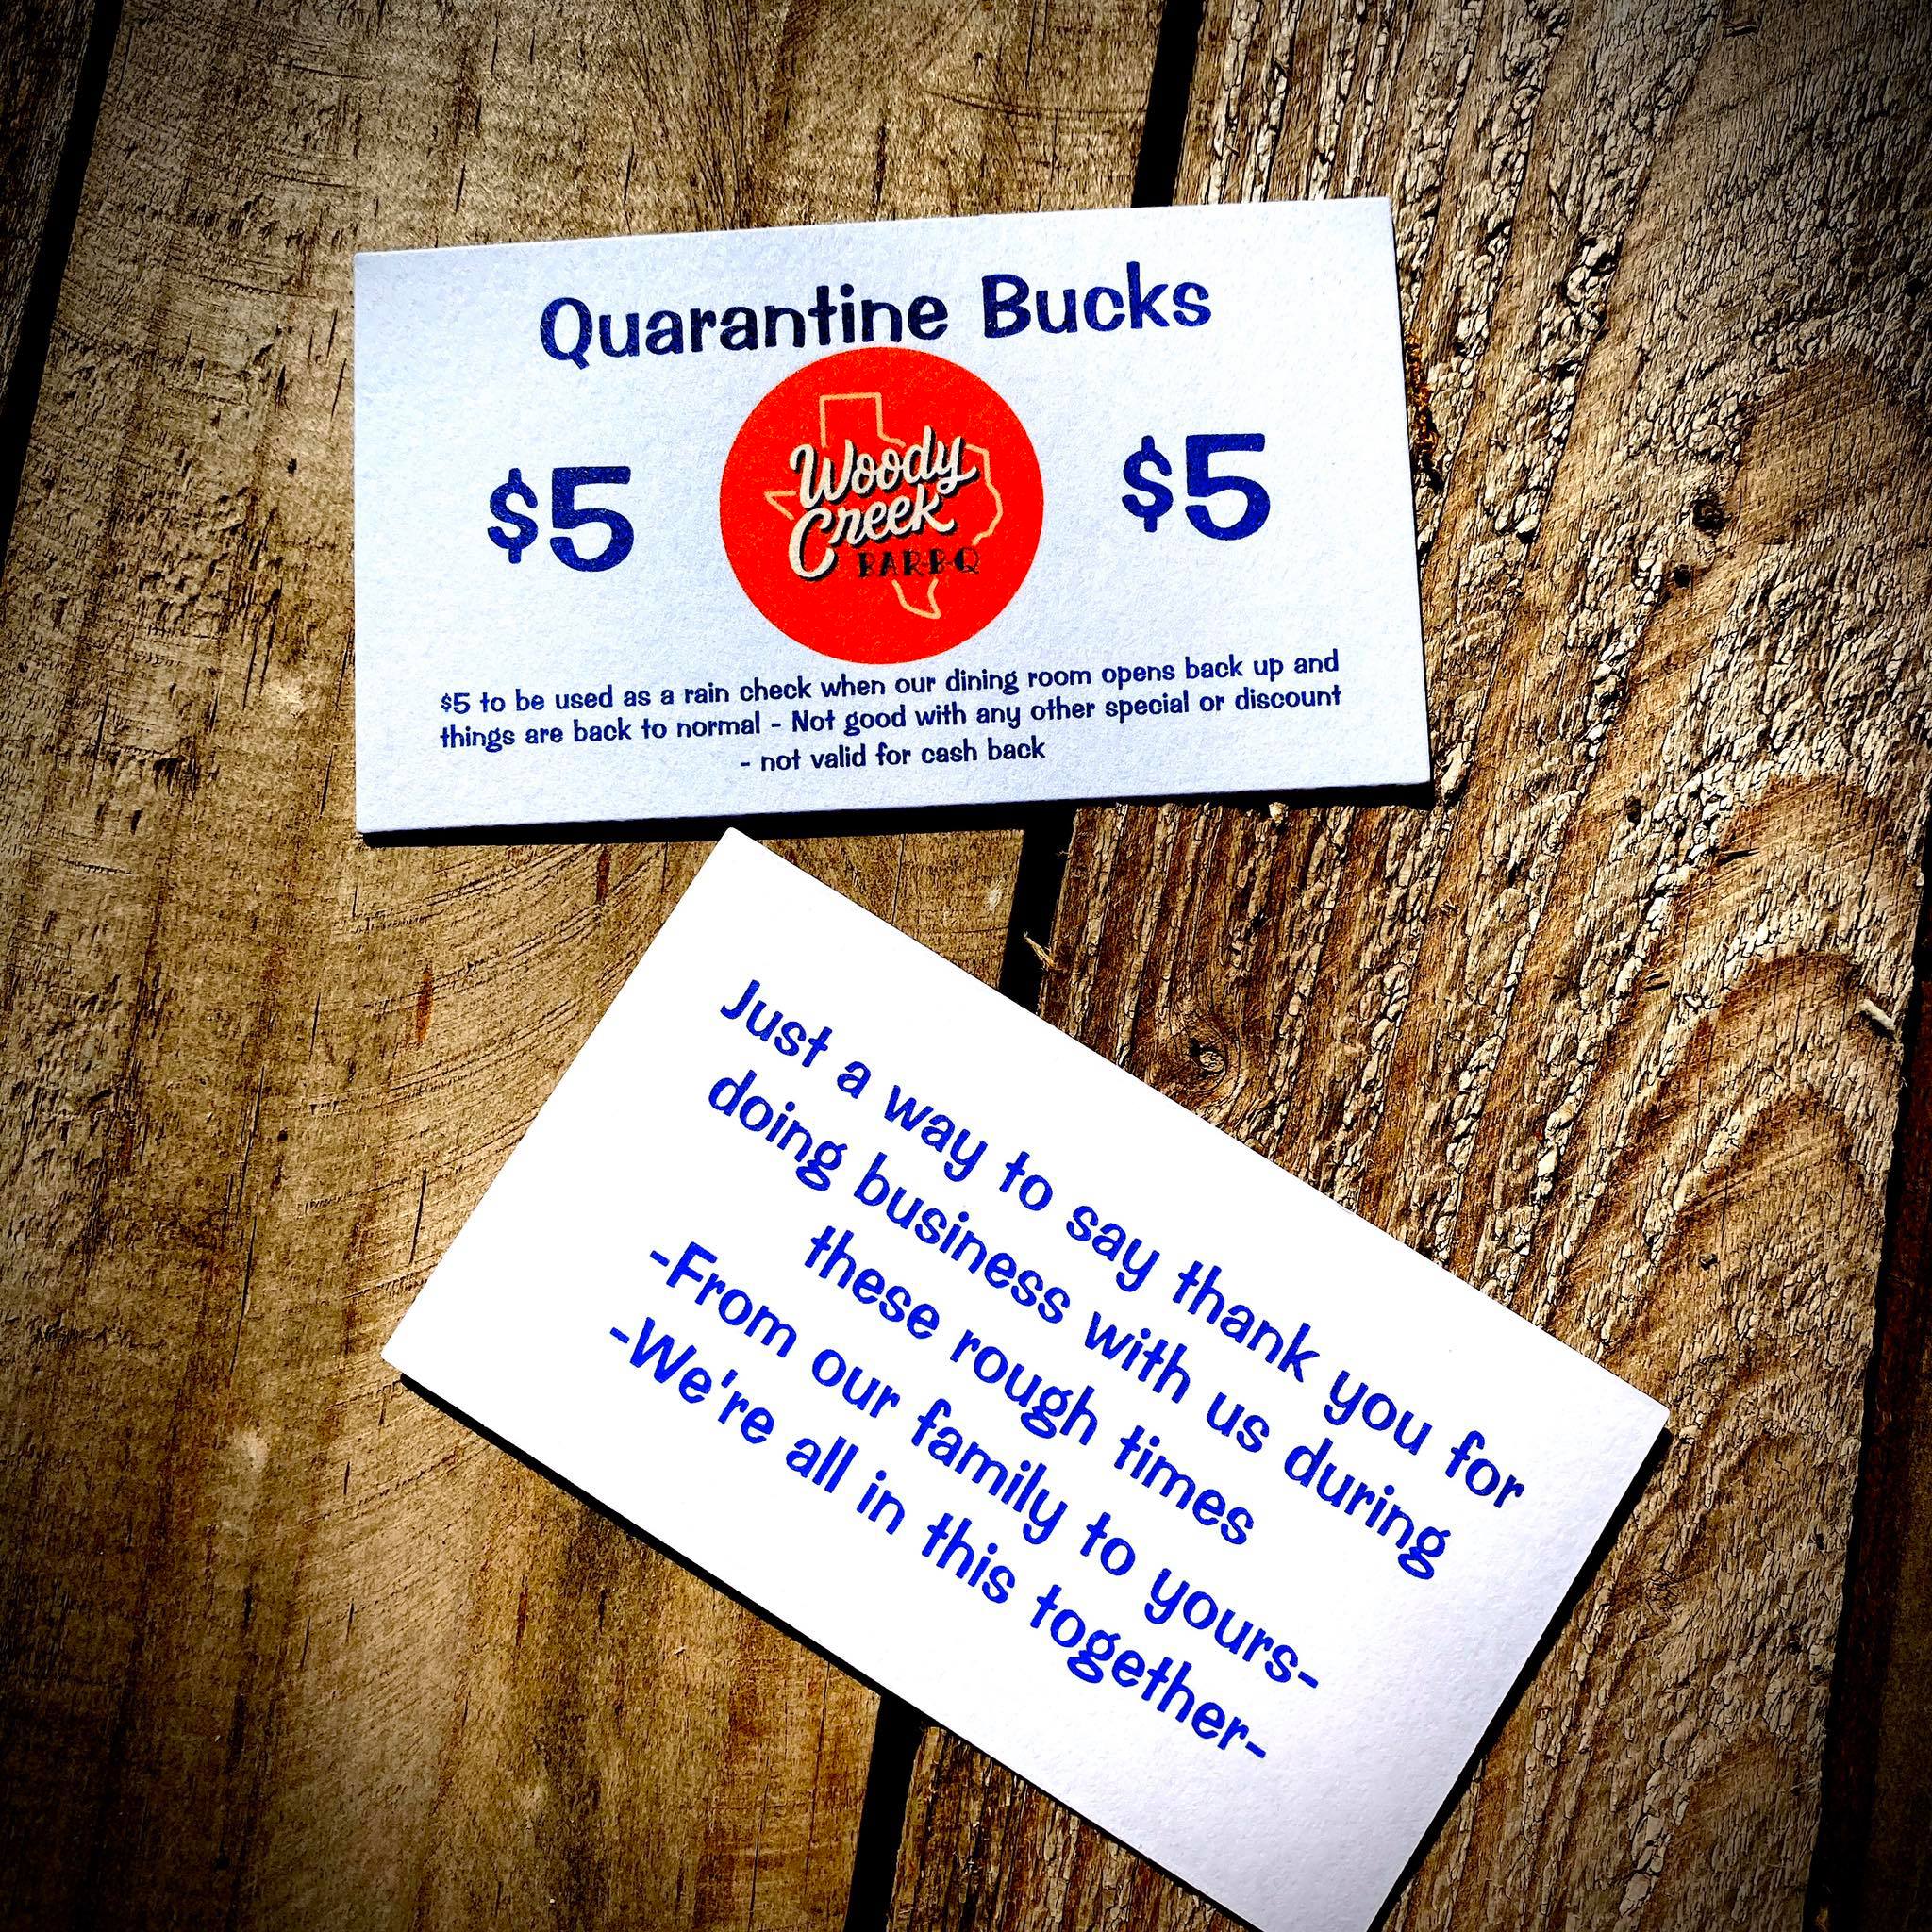 Quarantine Bucks
$5
Woody
Creek
BAR-B-Q
$5
$5 to be used as a rain check when our dining room opens back up and
things are back to normal - Not good with any other special or discount
- not valid for cash back
Just a way to say thank you for
doing business with us during
these rough times
-From our family to yours-
-We're all in this together-